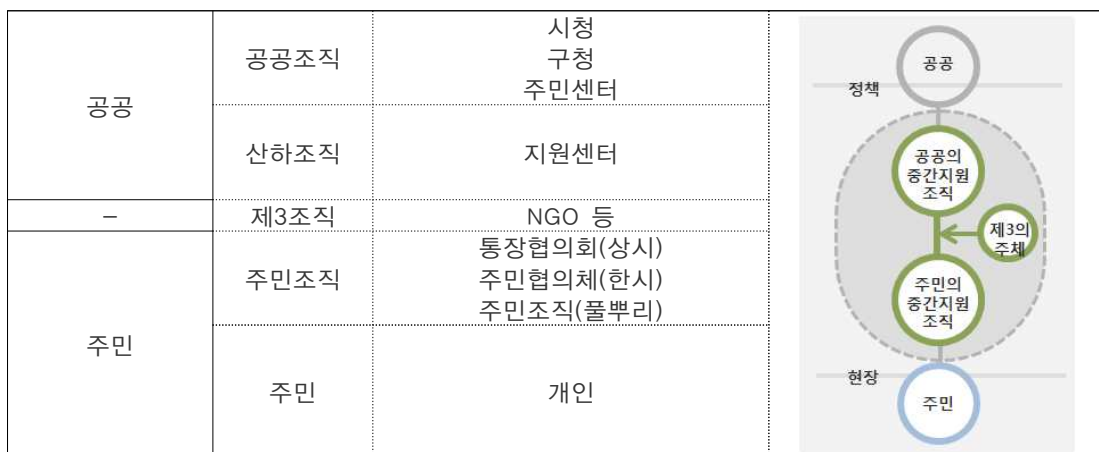 공공
공공조직
시청
구청
주민센터
산하조직
지원센터
–
제3조직
NGO 등
주민
주민조직
통장협의회(상시)
주민협의체(한시)
주민조직(풀뿌리)
주민
개인
공공
정책
공공의
중간지원
조직
제3의
주체
주민의
중간지원
조직
현장
주민